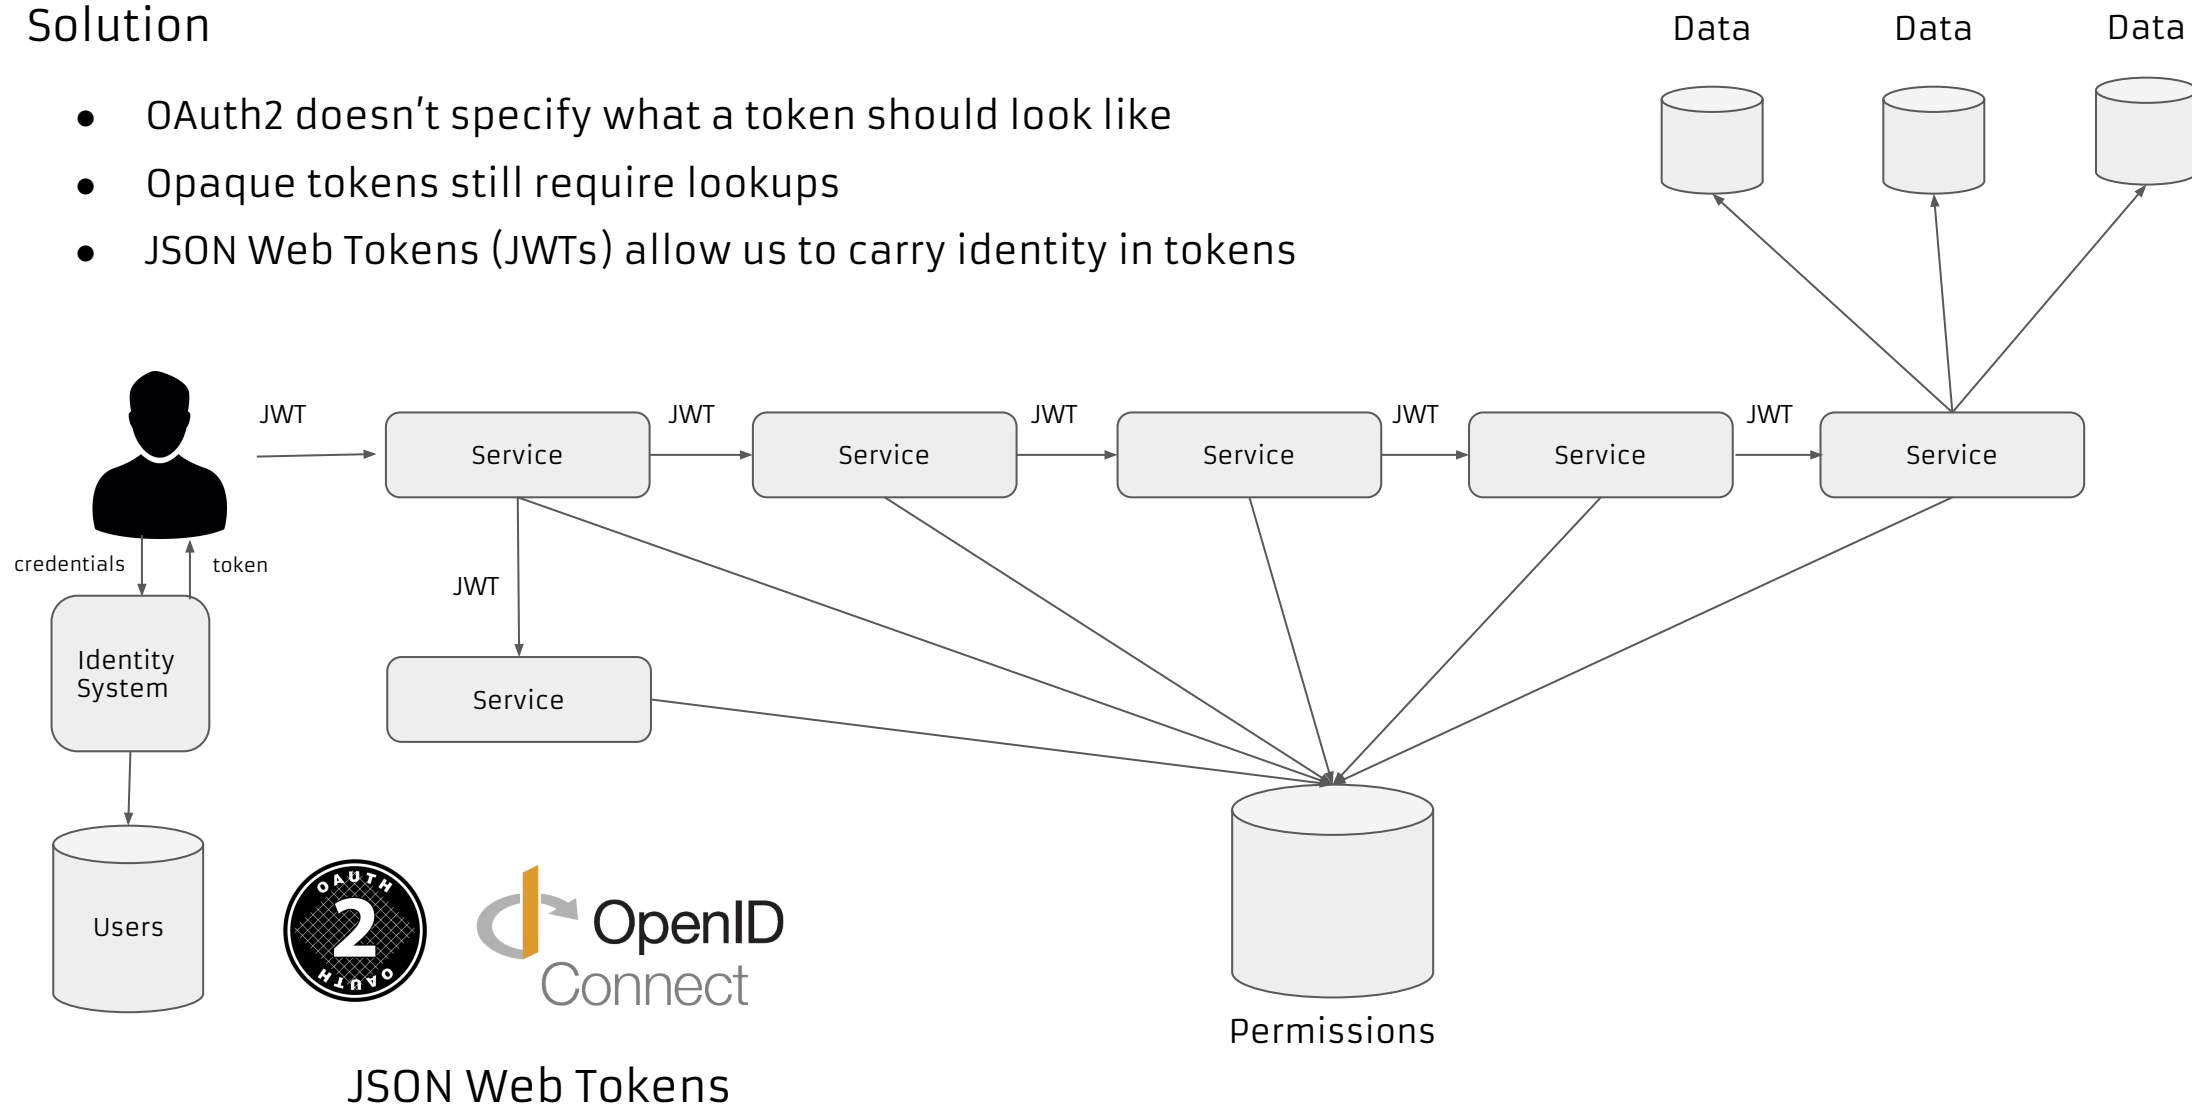 Solution
Data
Data
Data
● OAuth2 doesn't specify what a token should look like
● Opaque tokens still require lookups
● JSON Web Tokens (JWTs) allow us to carry identity in tokens
JWT
JWT
JWT
JWT
JWT
Service
Service
Service
Service
Service
credentials
token
JWT
Identity
System
Service
Users
OAUTH
2
OAUTH
OpenID
Connect
Permissions
JSON Web Tokens